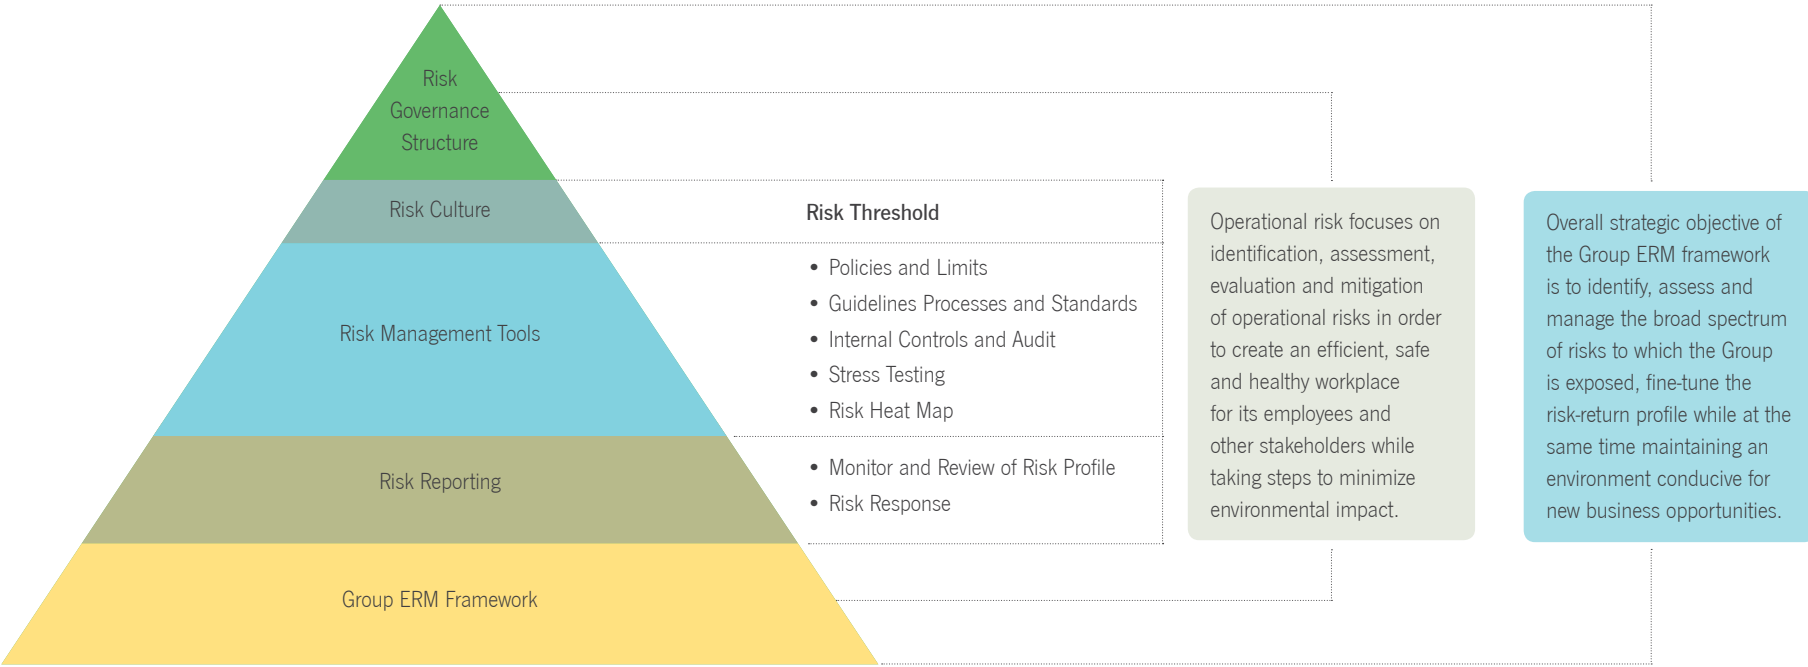 Risk
Governance
Structure
Risk Culture
Risk Management Tools
Risk Reporting
Group ERM Framework
Risk Threshold
• Policies and Limits
• Guidelines Processes and Standards
• Internal Controls and Audit
• Stress Testing
• Risk Heat Map
• Monitor and Review of Risk Profile
• Risk Response
Operational risk focuses on
identification, assessment,
evaluation and mitigation
of operational risks in order
to create an efficient, safe
and healthy workplace
for its employees and
other stakeholders while
taking steps to minimize
environmental impact.
Overall strategic objective of
the Group ERM framework
is to identify, assess and
manage the broad spectrum
of risks to which the Group
is exposed, fine-tune the
risk-return profile while at the
same time maintaining an
environment conducive for
new business opportunities.